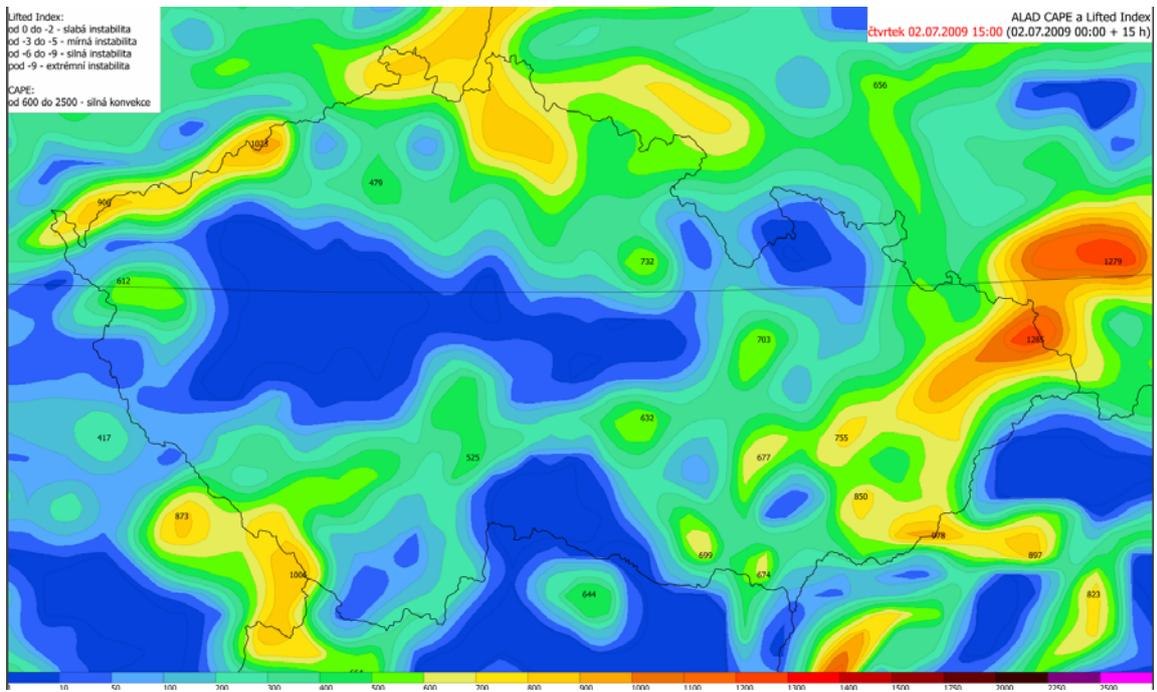 Lifted Index:
od 0 do -2 - slabá instabilita
od -3 do -5 - mírná instabilita
od -6 do -9 - silná instabilita
pod -9 - extrémní instabilita
CAPE:
od 600 do 2500 - silná konvekce
ALAD CAPE a Lifted Index
čtvrtek 02.07.2009 15:00 (02.07.2009 00:00 + 15 h)
656
1023
479
906
732
1279
612
1285
703
632
417
755
525
677
850
873
978
699
897
1006
674
644
823
10 50 100 200 300 400 500 600 700 800 900 1000 1100 1200 1300 1400 1500 1750 2000 2250 2500